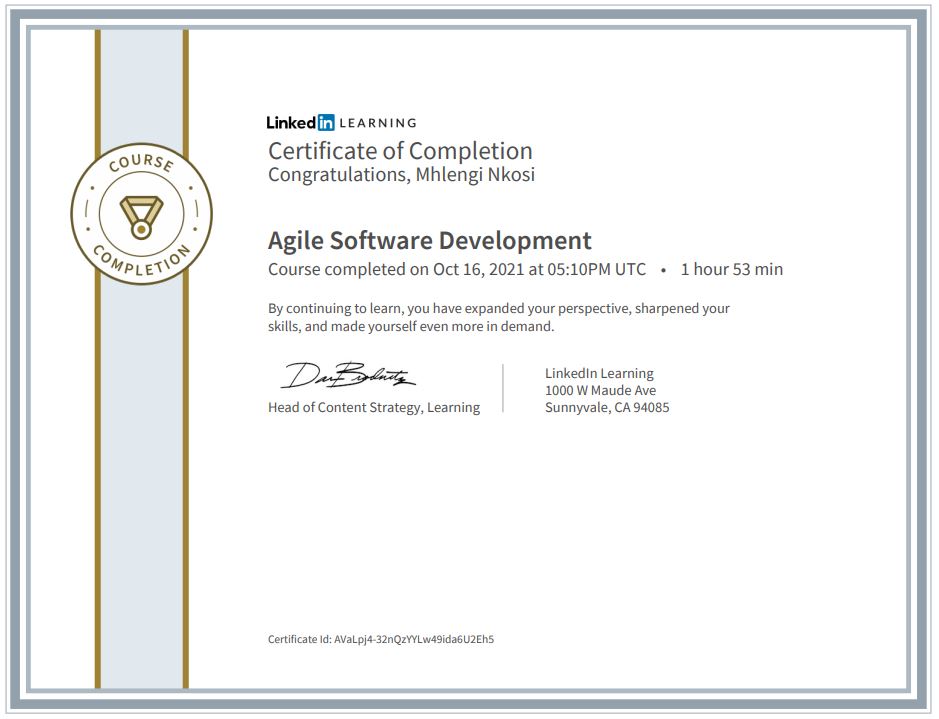 COURSE
COMPLETION
Linked in LEARNING
Certificate of Completion
Congratulations, Mhlengi Nkosi
Agile Software Development
Course completed on Oct 16, 2021 at 05:10PM UTC • 1 hour 53 min
By continuing to learn, you have expanded your perspective, sharpened your
skills, and made yourself even more in demand.
Head of Content Strategy, Learning
LinkedIn Learning
1000 W Maude Ave
Sunnyvale, CA 94085
Certificate Id: AVaLpj4-32nQzYYLw49ida6U2Eh5